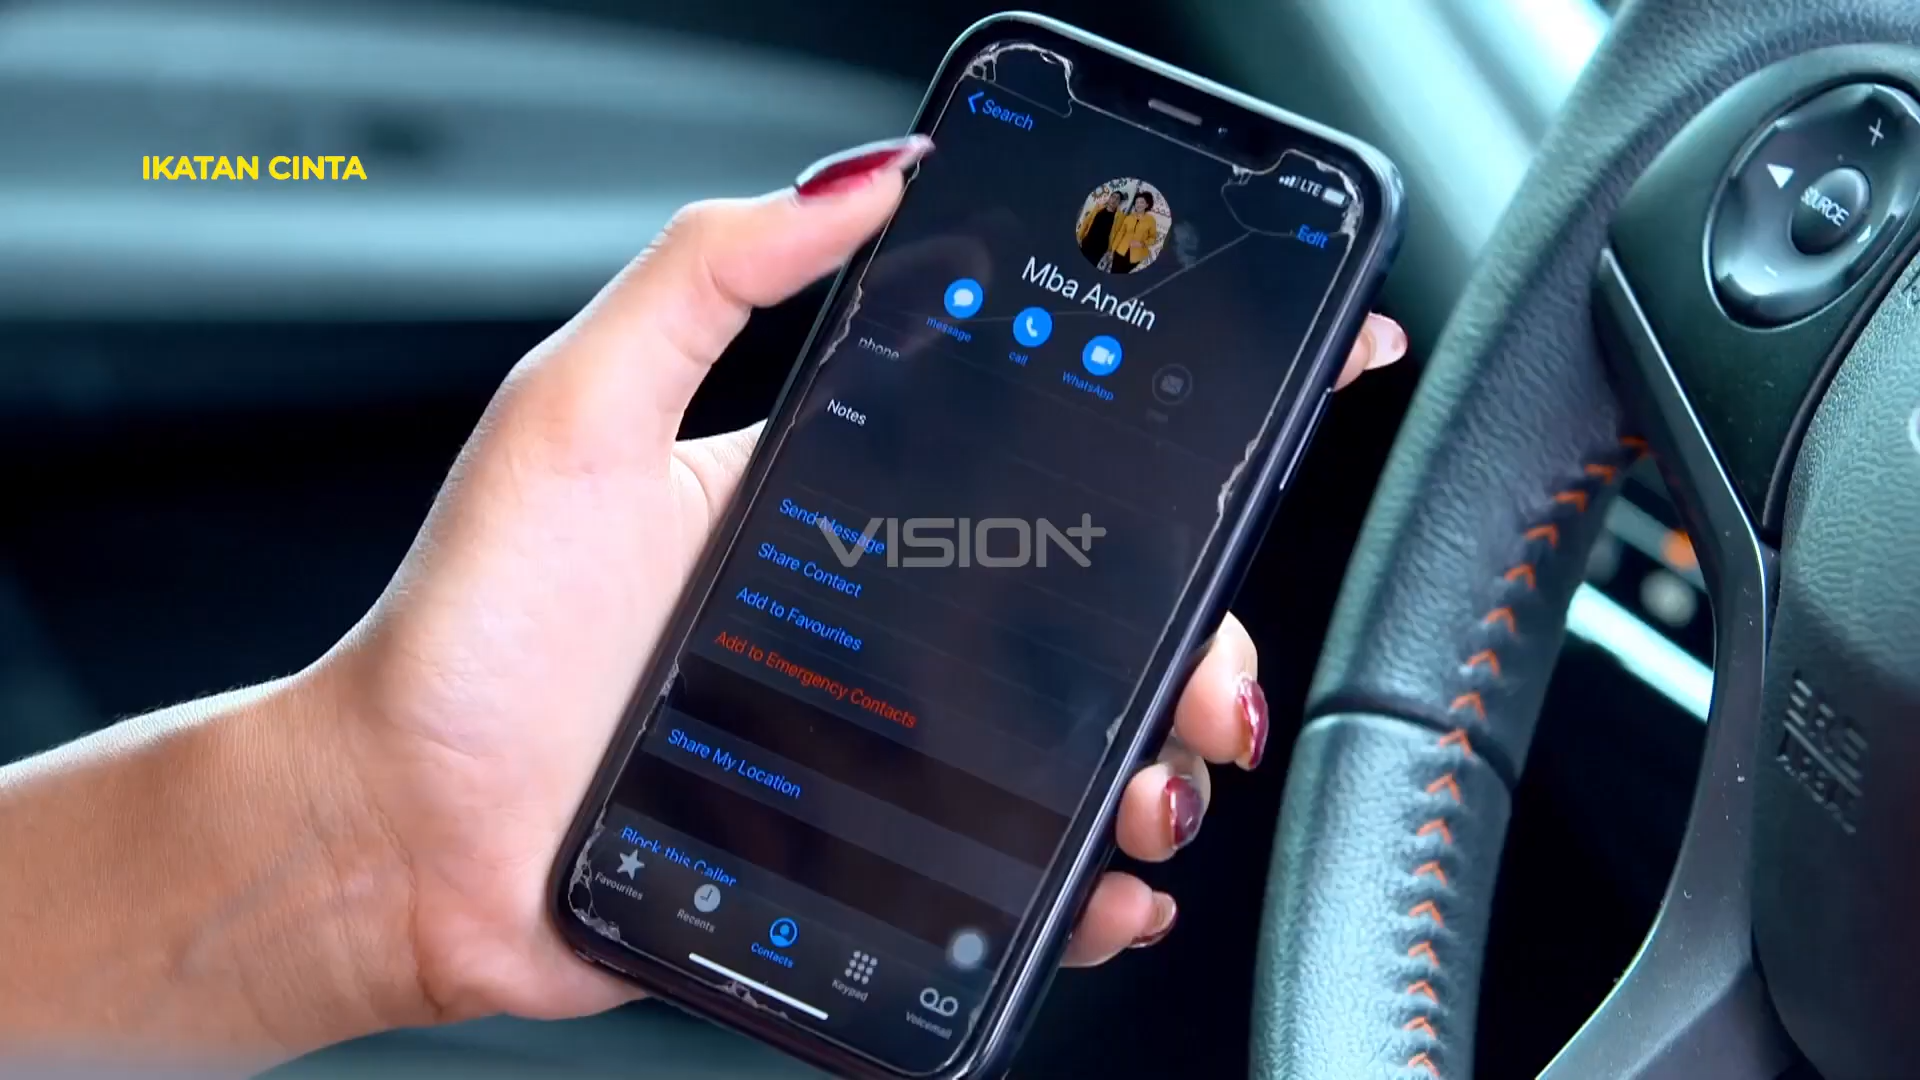 IKATAN CINTA
Search
LTE
Edit
Mba Andin
message
call
WhatsApp
phone
Notes
Send Message
Share Contact
Add to Favourites
Add to Emergency Contacts
Share My Location
Block this Caller
Favourites
Recents
Contacts
Keypad
Voicemail
VISION+
+
SOURCE
-